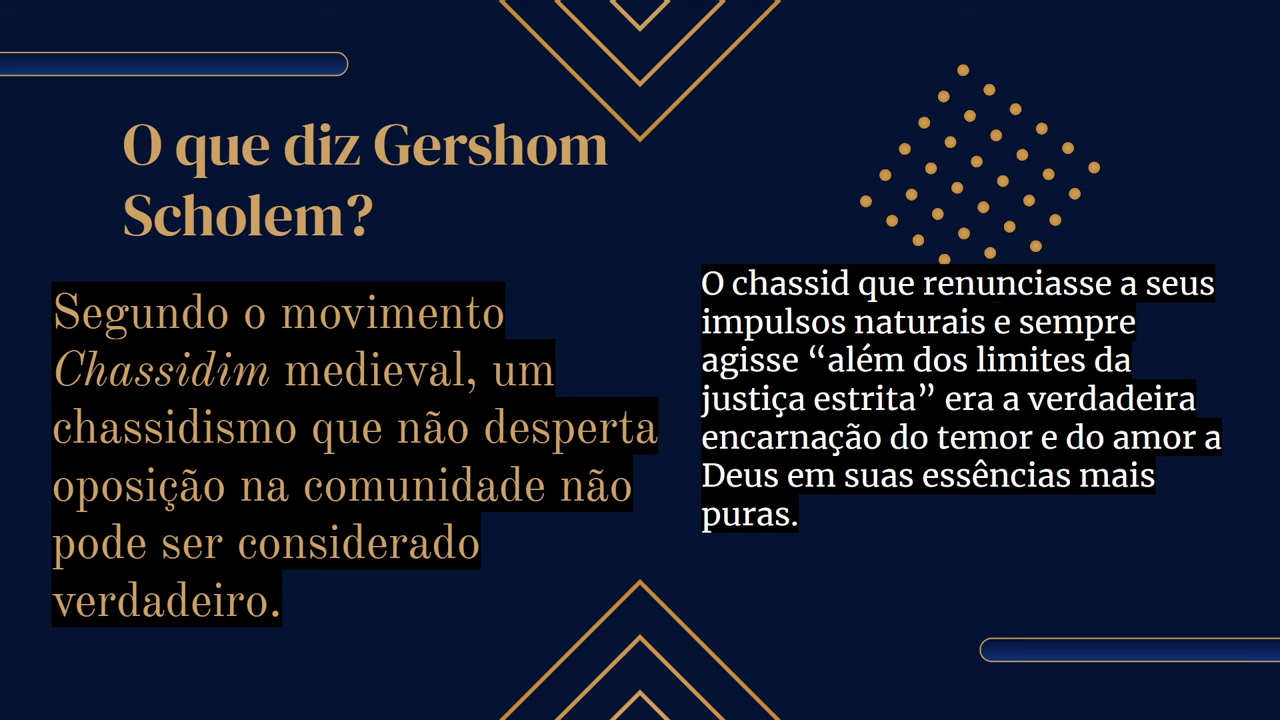 O que diz Gershom
Scholem?
Segundo o movimento
Chassidim medieval, um
chassidismo que não desperta
oposição na comunidade não
pode ser considerado
verdadeiro.
O chassid que renunciasse a seus
impulsos naturais e sempre
agisse “além dos limites da
justiça estrita” era a verdadeira
encarnação do temor e do amor a
Deus em suas essências mais
puras.